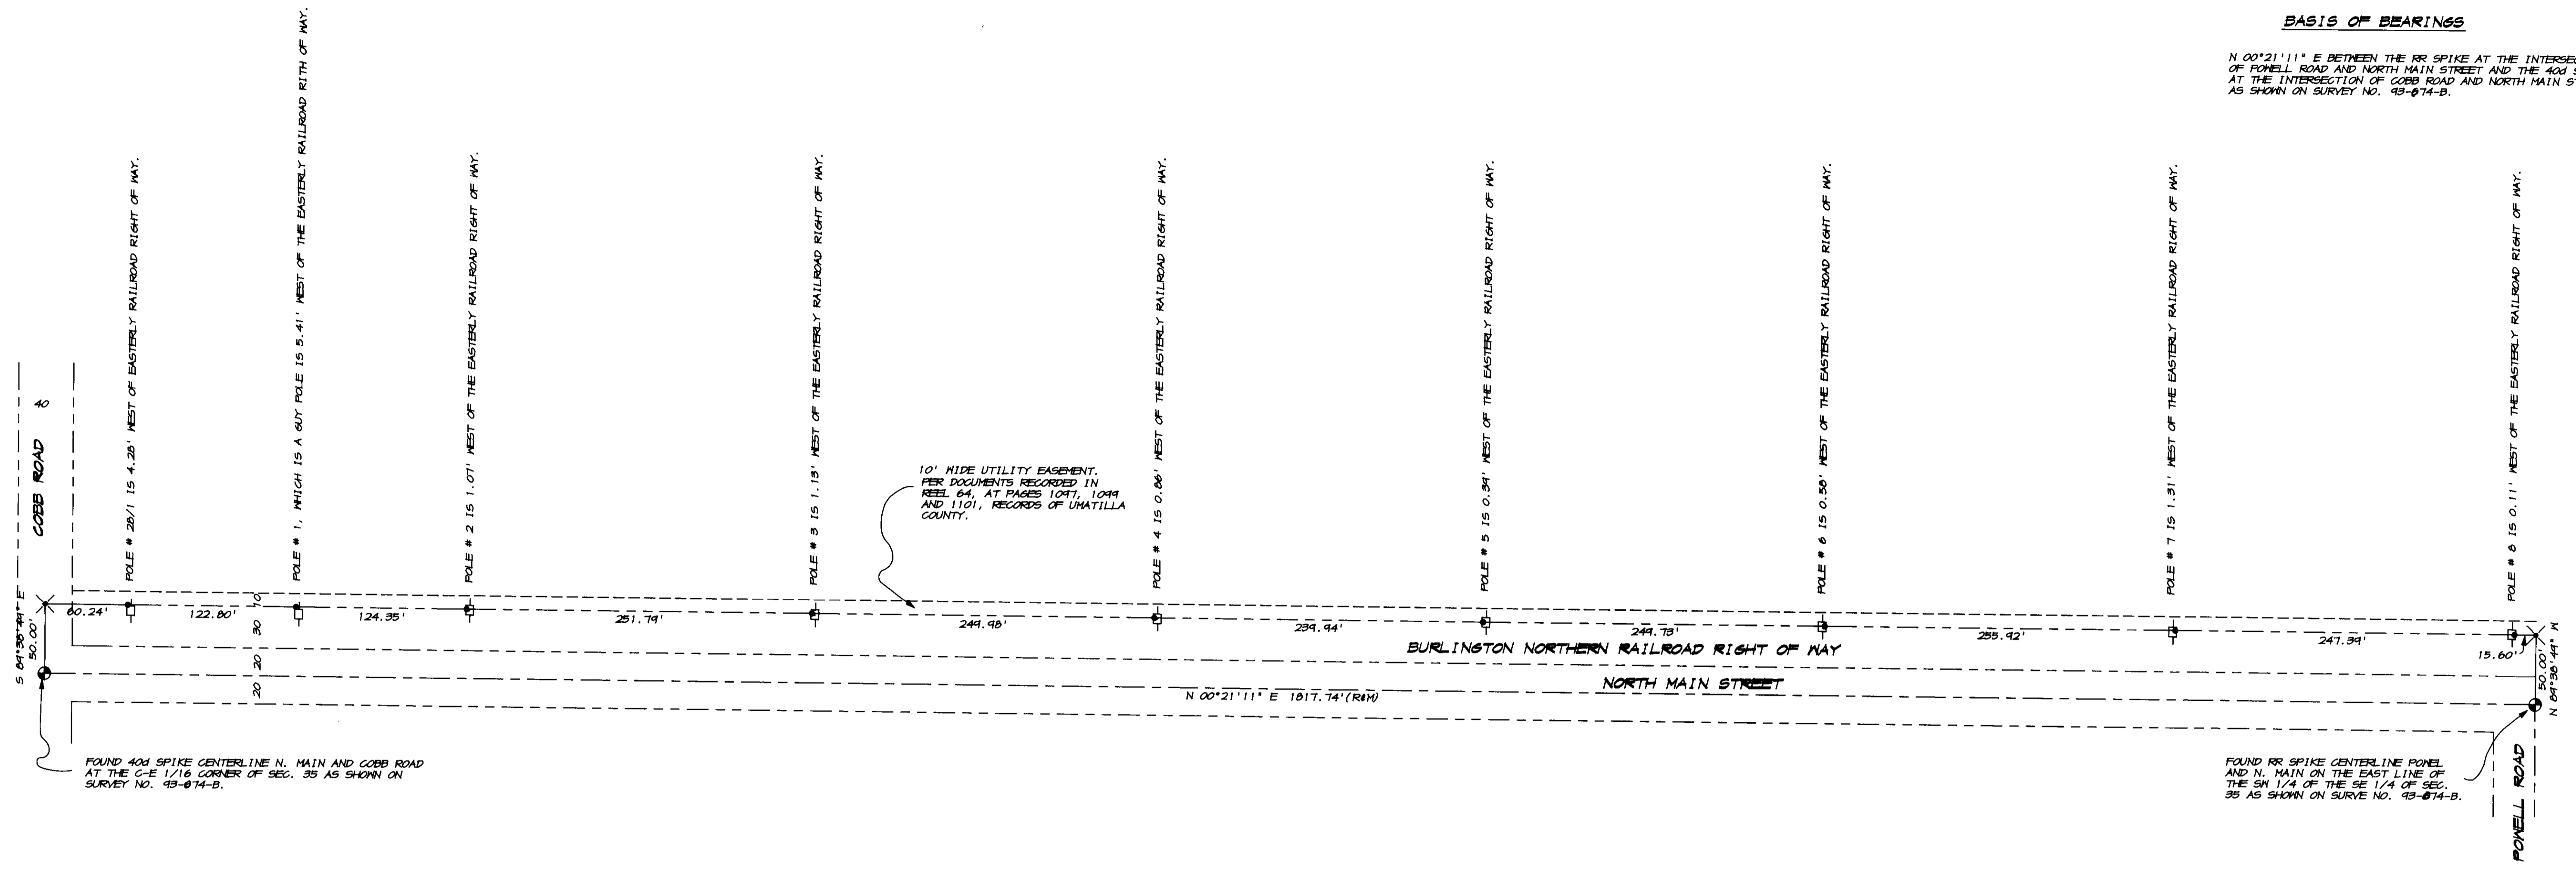 BASIS OF BEARINGS
N 00°21'11" E BETWEEN THE RR SPIKE AT THE INTERSEC
OF POWELL ROAD AND NORTH MAIN STREET AND THE 40d S
AT THE INTERSECTION OF COBB ROAD AND NORTH MAIN S
AS SHOWN ON SURVEY NO. 93-074-B.
POLE # 28/1 IS 4.28' WEST OF EASTERLY RAILROAD RIGHT OF WAY.
POLE # 1, WHICH IS A GUY POLE IS 5.41' WEST OF THE EASTERLY RAILROAD RITH OF WAY.
POLE # 2 IS 1.07' WEST OF THE EASTERLY RAILROAD RIGHT OF WAY.
POLE # 3 IS 1.13' WEST OF THE EASTERLY RAILROAD RIGHT OF WAY.
POLE # 4 IS 0.86' WEST OF THE EASTERLY RAILROAD RIGHT OF WAY.
POLE # 5 IS 0.39' WEST OF THE EASTERLY RAILROAD RIGHT OF WAY.
POLE # 6 IS 0.58' WEST OF THE EASTERLY RAILROAD RIGHT OF WAY.
POLE # 7 IS 1.31' WEST OF THE EASTERLY RAILROAD RIGHT OF WAY.
POLE # 8 IS 0.11' WEST OF THE EASTERLY RAILROAD RIGHT OF WAY.
40
COBB ROAD
10' WIDE UTILITY EASEMENT.
PER DOCUMENTS RECORDED IN
REEL 64, AT PAGES 1097, 1099
AND 1101, RECORDS OF UMATILLA
COUNTY.
S 89°38'49" E
50.00'
60.24'
122.80'
10
30
20
20
124.35'
251.79'
249.98'
239.94'
249.73'
255.92'
247.39'
15.60'
50.00'
N 89°38'49" W
BURLINGTON NORTHERN RAILROAD RIGHT OF WAY
NORTH MAIN STREET
N 00°21'11" E 1817.74'(R&M)
FOUND 40d SPIKE CENTERLINE N. MAIN AND COBB ROAD
AT THE C-E 1/16 CORNER OF SEC. 35 AS SHOWN ON
SURVEY NO. 93-074-B.
FOUND RR SPIKE CENTERLINE POWEL
AND N. MAIN ON THE EAST LINE OF
THE SW 1/4 OF THE SE 1/4 OF SEC.
35 AS SHOWN ON SURVE NO. 93-074-B.
POWELL ROAD